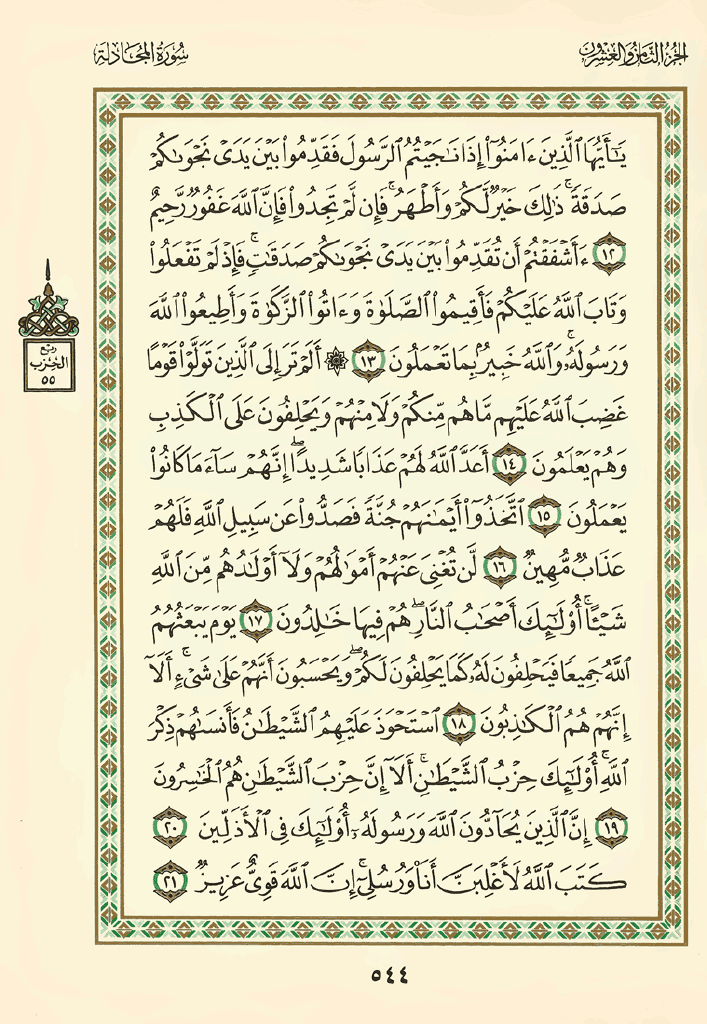 الجزء الثامن والعشرون
سورة المجادلة
يَٰٓأَيُّهَا ٱلَّذِينَ ءَامَنُوٓا۟ إِذَا نَٰجَيْتُمُ ٱلرَّسُولَ فَقَدِّمُوا۟ بَيْنَ يَدَىْ نَجْوَىٰكُمْ
صَدَقَةً ۚ ذَٰلِكَ خَيْرٌ لَّكُمْ وَأَطْهَرُ ۚ فَإِن لَّمْ تَجِدُوا۟ فَإِنَّ ٱللَّهَ غَفُورٌ رَّحِيمٌ
١٢ ءَأَشْفَقْتُمْ أَن تُقَدِّمُوا۟ بَيْنَ يَدَىْ نَجْوَىٰكُمْ صَدَقَٰتٍ ۚ فَإِذْ لَمْ تَفْعَلُوا۟
وَتَابَ ٱللَّهُ عَلَيْكُمْ فَأَقِيمُوا۟ ٱلصَّلَوٰةَ وَءَاتُوا۟ ٱلزَّكَوٰةَ وَأَطِيعُوا۟ ٱللَّهَ
وَرَسُولَهُۥ ۚ وَٱللَّهُ خَبِيرٌۢ بِمَا تَعْمَلُونَ ١٣ ۞ أَلَمْ تَرَ إِلَى ٱلَّذِينَ تَوَلَّوْا۟ قَوْمًا
غَضِبَ ٱللَّهُ عَلَيْهِم مَّا هُم مِّنكُمْ وَلَا مِنْهُمْ وَيَحْلِفُونَ عَلَى ٱلْكَذِبِ
وَهُمْ يَعْلَمُونَ ١٤ أَعَدَّ ٱللَّهُ لَهُمْ عَذَابًا شَدِيدًا ۖ إِنَّهُمْ سَآءَ مَا كَانُوا۟
يَعْمَلُونَ ١٥ ٱتَّخَذُوٓا۟ أَيْمَٰنَهُمْ جُنَّةً فَصَدُّوا۟ عَن سَبِيلِ ٱللَّهِ فَلَهُمْ
عَذَابٌ مُّهِينٌ ١٦ لَّن تُغْنِىَ عَنْهُمْ أَمْوَٰلُهُمْ وَلَآ أَوْلَٰدُهُم مِّنَ ٱللَّهِ
شَيْـًٔا ۚ أُو۟لَٰٓئِكَ أَصْحَٰبُ ٱلنَّارِ ۖ هُمْ فِيهَا خَٰلِدُونَ ١٧ يَوْمَ يَبْعَثُهُمُ
ٱللَّهُ جَمِيعًا فَيَحْلِفُونَ لَهُۥ كَمَا يَحْلِفُونَ لَكُمْ ۖ وَيَحْسَبُونَ أَنَّهُمْ عَلَىٰ شَىْءٍ ۚ أَلَآ
إِنَّهُمْ هُمُ ٱلْكَٰذِبُونَ ١٨ ٱسْتَحْوَذَ عَلَيْهِمُ ٱلشَّيْطَٰنُ فَأَنسَىٰهُمْ ذِكْرَ
ٱللَّهِ ۚ أُو۟لَٰٓئِكَ حِزْبُ ٱلشَّيْطَٰنِ ۚ أَلَآ إِنَّ حِزْبَ ٱلشَّيْطَٰنِ هُمُ ٱلْخَٰسِرُونَ
١٩ إِنَّ ٱلَّذِينَ يُحَآدُّونَ ٱللَّهَ وَرَسُولَهُۥٓ أُو۟لَٰٓئِكَ فِى ٱلْأَذَلِّينَ ٢٠
كَتَبَ ٱللَّهُ لَأَغْلِبَنَّ أَنَا۠ وَرُسُلِىٓ ۚ إِنَّ ٱللَّهَ قَوِىٌّ عَزِيزٌ ٢١
ربع
الحزب
٥٥
٥٤٤